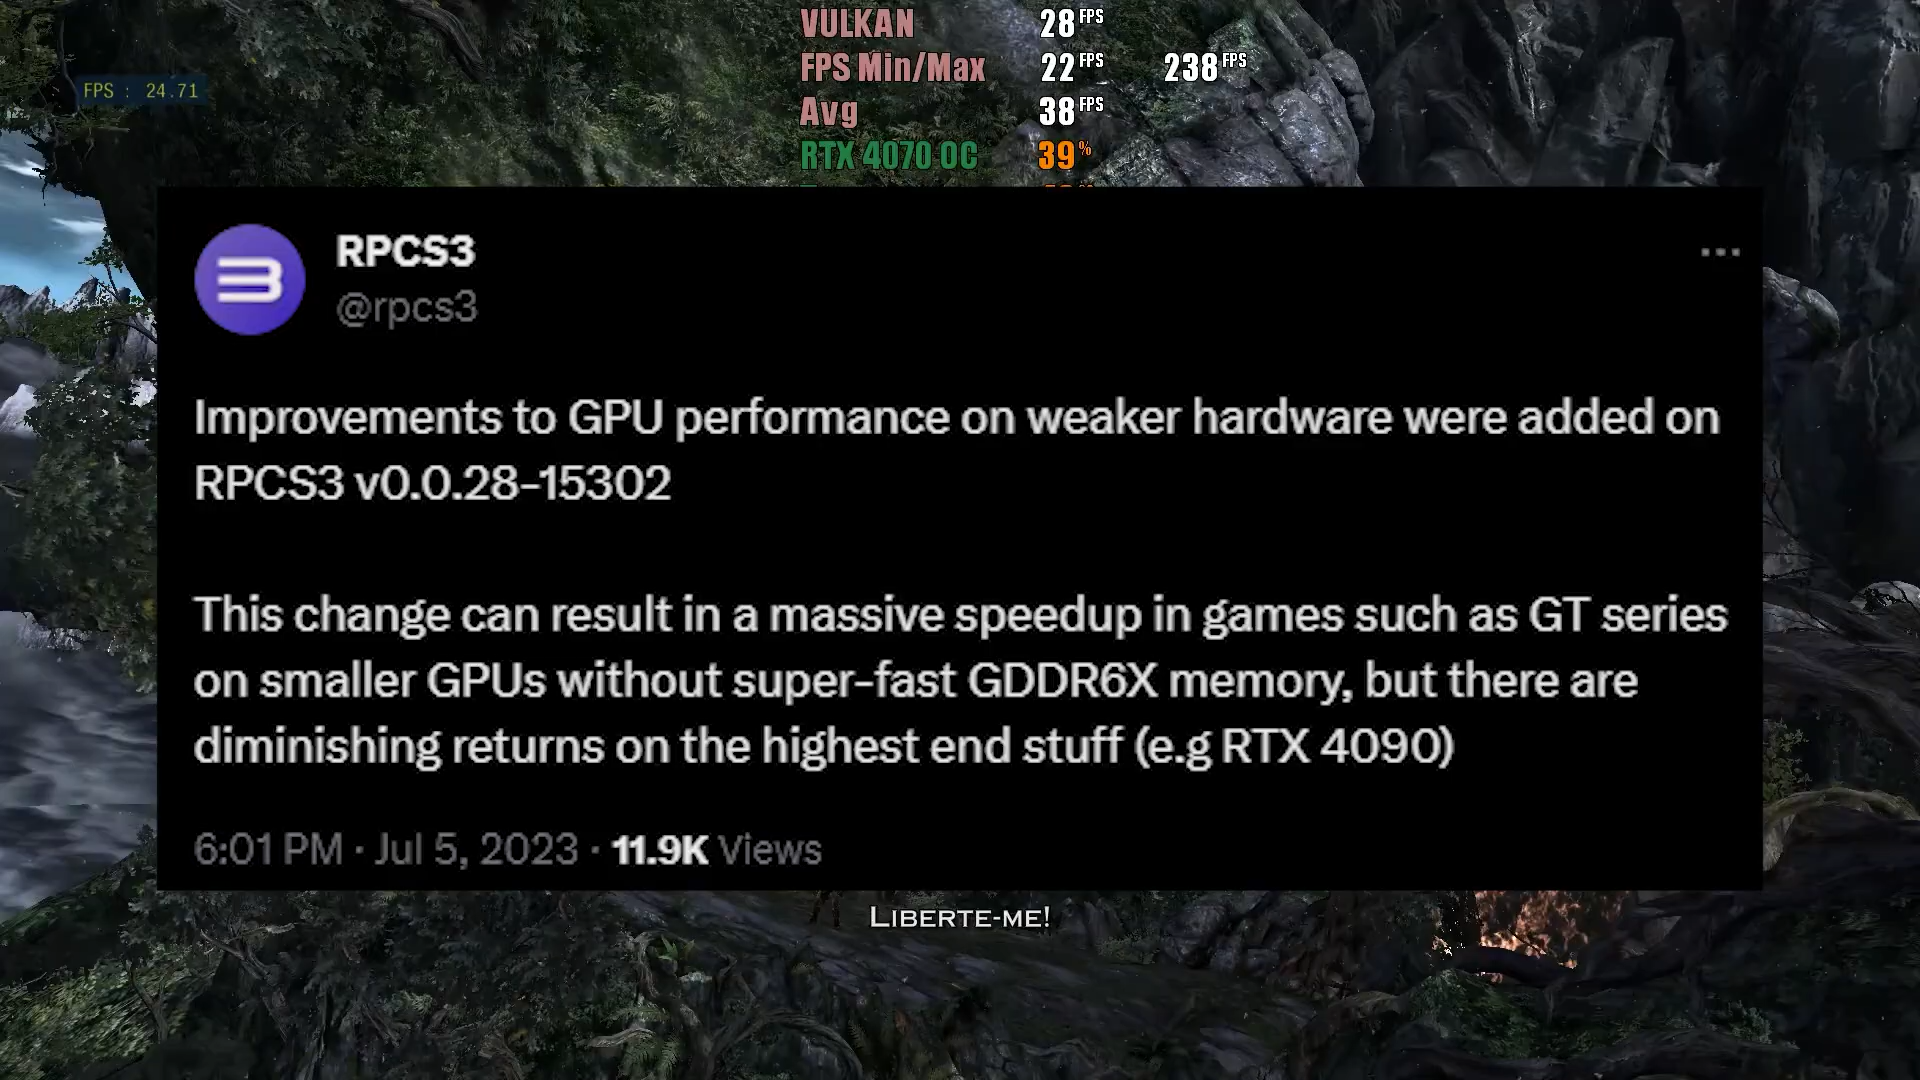 VULKAN 28 FPS
FPS Min/Max 22 FPS 238 FPS
FPS : 24.71
Avg 38 FPS
RTX 4070 OC 39 %
RPCS3
@rpcs3
Improvements to GPU performance on weaker hardware were added on
RPCS3 v0.0.28-15302
This change can result in a massive speedup in games such as GT series
on smaller GPUs without super-fast GDDR6X memory, but there are
diminishing returns on the highest end stuff (e.g RTX 4090)
6:01 PM · Jul 5, 2023 · 11.9K Views
LIBERTE-ME!